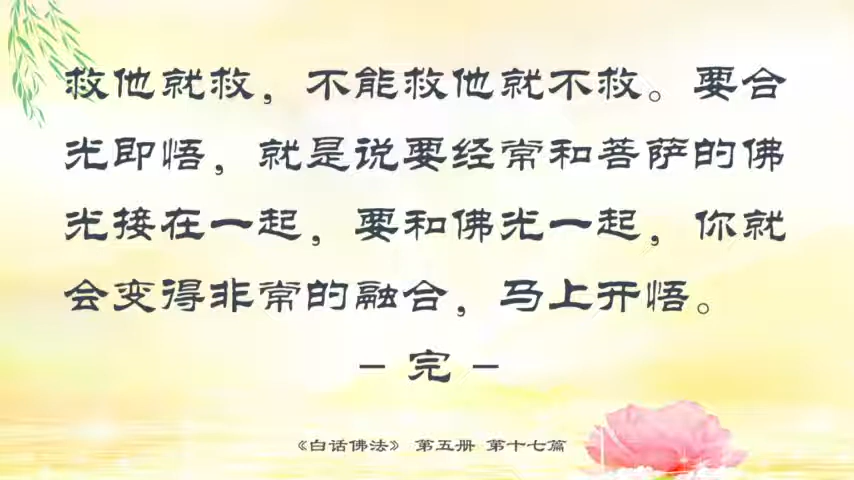 救他就救，不能救他就不救。要合
光即悟，就是说要经常和菩萨的佛
光接在一起，要和佛光一起，你就
会变得非常的融合，马上开悟。
－ 完 －
《白话佛法》 第五册 第十七篇